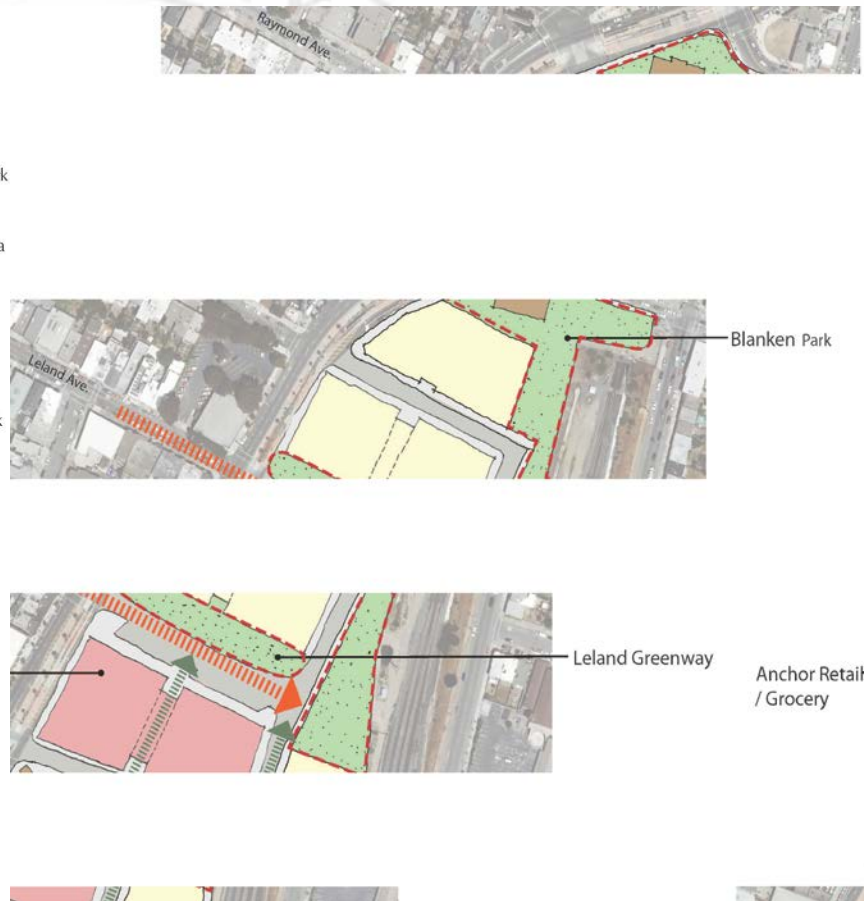 Raymond Ave.
k
a
Blanken Park
Leland Ave.
k
Leland Greenway
Anchor Retail
/ Grocery